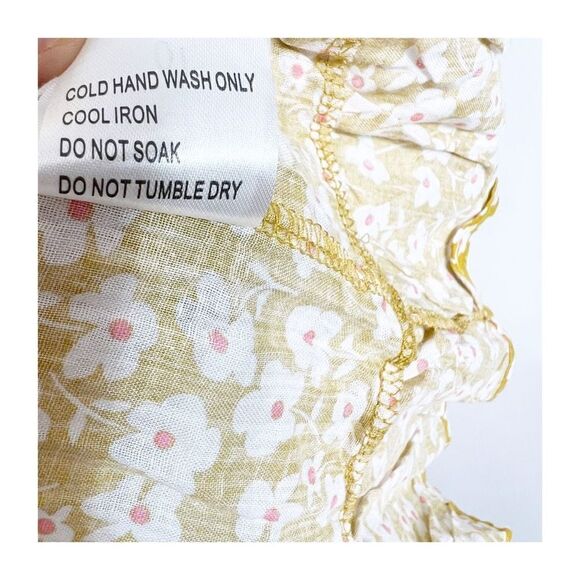 COLD HAND WASH ONLY
COOL IRON
DO NOT SOAK
DO NOT TUMBLE DRY